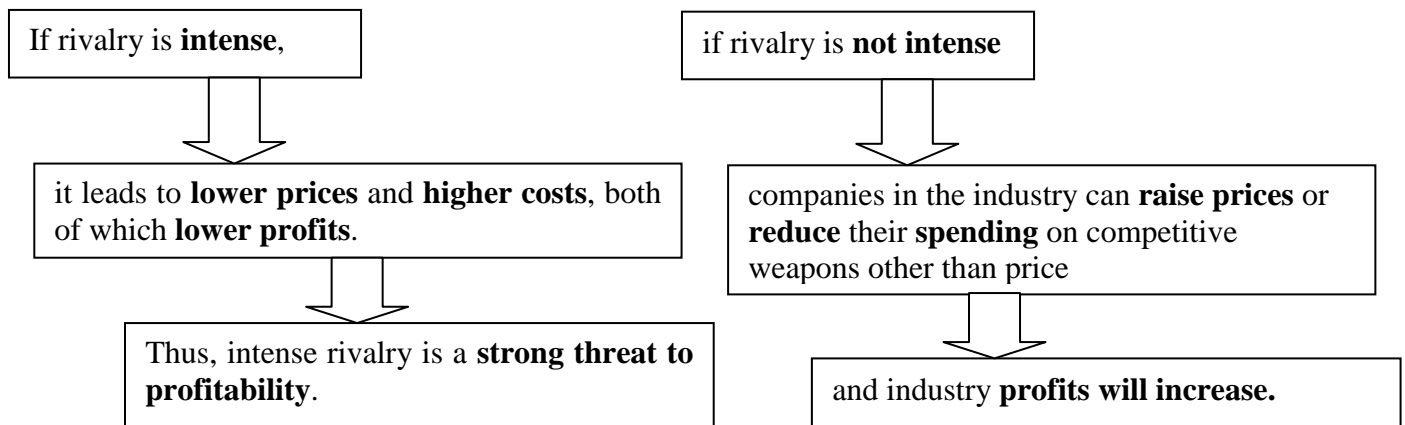 If rivalry is intense,
it leads to lower prices and higher costs, both
of which lower profits.
Thus, intense rivalry is a strong threat to
profitability.
if rivalry is not intense
companies in the industry can raise prices or
reduce their spending on competitive
weapons other than price
and industry profits will increase.